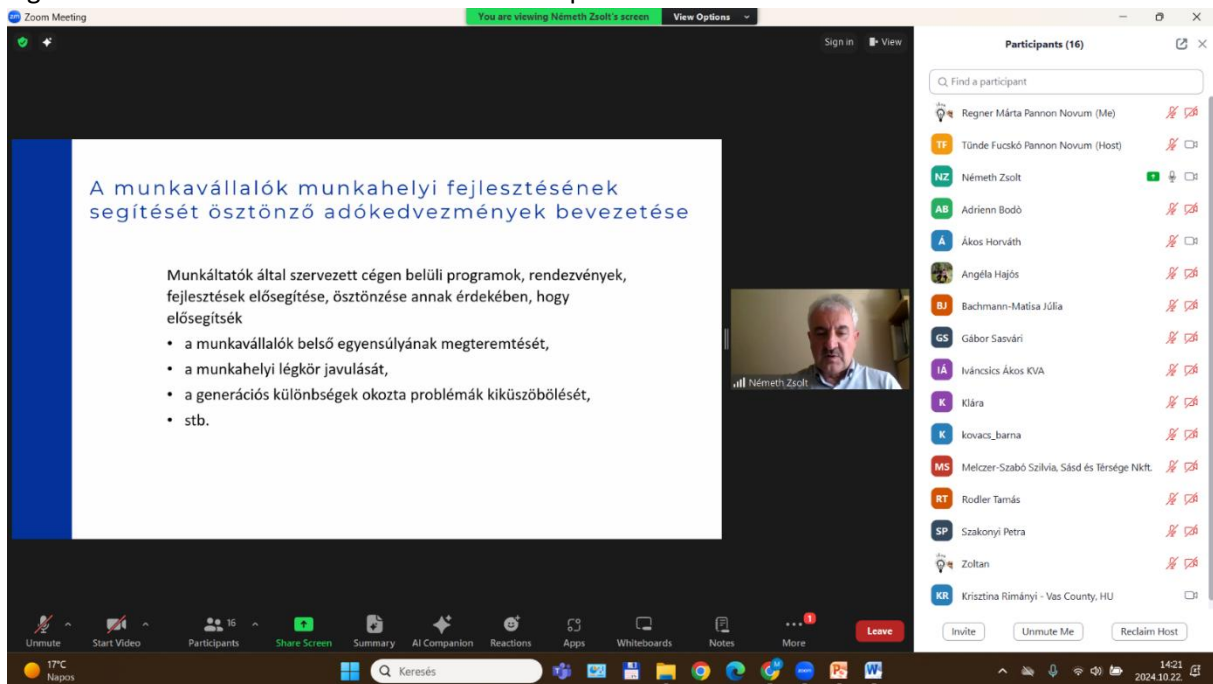 Zoom Meeting
You are viewing Németh Zsolt's screen
View Options
Sign in
View
A munkavállalók munkahelyi fejlesztésének
segítését ösztönző adókedvezmények bevezetése
Munkáltatók által szervezett cégen belüli programok, rendezvények,
fejlesztések elősegítése, ösztönzése annak érdekében, hogy
elősegítsék
• a munkavállalók belső egyensúlyának megteremtését,
• a munkahelyi légkör javulását,
• a generációs különbségek okozta problémák kiküszöbölését,
• stb.
Németh Zsolt
Participants (16)
Find a participant
Regner Márta Pannon Novum (Me)
TF Tünde Fucskó Pannon Novum (Host)
NZ Németh Zsolt
AB Adrienn Bodó
Á Ákos Horváth
Angéla Hajós
BJ Bachmann-Matisa Júlia
GS Gábor Sasvári
IÁ Iváncsics Ákos KVA
K Klára
K kovacs_barna
MS Melczer-Szabó Szilvia, Sásd és Térsége Nkft.
RT Rodler Tamás
SP Szakonyi Petra
Zoltan
KR Krisztina Rimányi - Vas County, HU
Invite
Unmute Me
Reclaim Host
Unmute
Start Video
Participants 16
Share Screen
Summary
AI Companion
Reactions
Apps
Whiteboards
Notes
More 1
Leave
17°C
Napos
Keresés
14:21
2024.10.22.